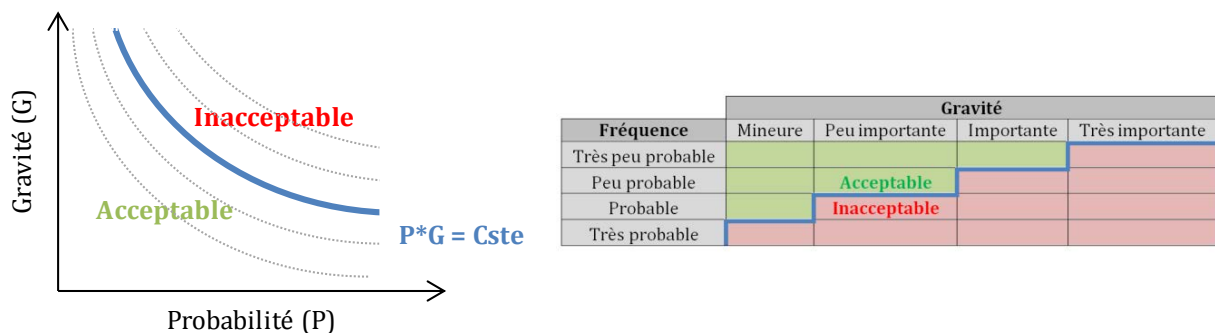 Gravité (G)
Inacceptable
Acceptable
P*G = Cste
Probabilité (P)
Gravité
Fréquence Mineure Peu importante Importante Très importante
Très peu probable
Peu probable Acceptable
Probable Inacceptable
Très probable